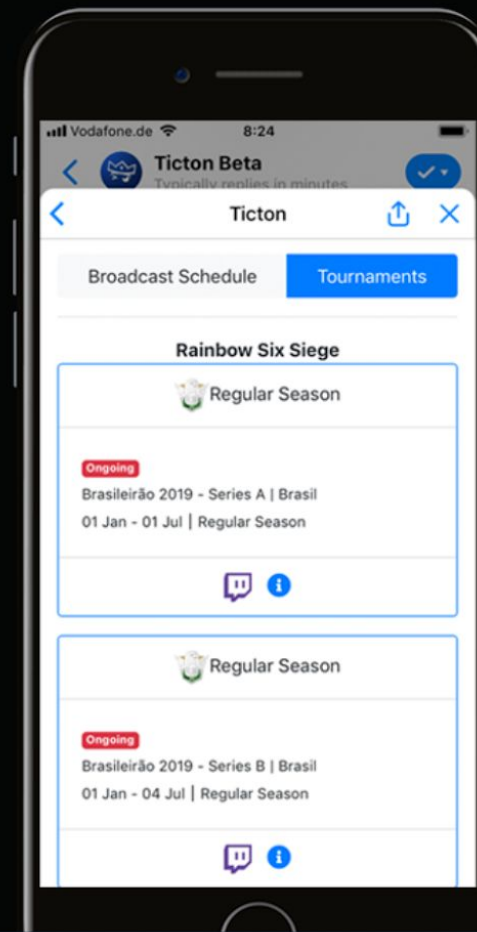 Vodafone.de 8:24
Ticton Beta
Typically replies in minutes
Ticton
Broadcast Schedule Tournaments
Rainbow Six Siege
Regular Season
Ongoing
Brasileirão 2019 - Series A | Brasil
01 Jan - 01 Jul | Regular Season
Regular Season
Ongoing
Brasileirão 2019 - Series B | Brasil
01 Jan - 04 Jul | Regular Season